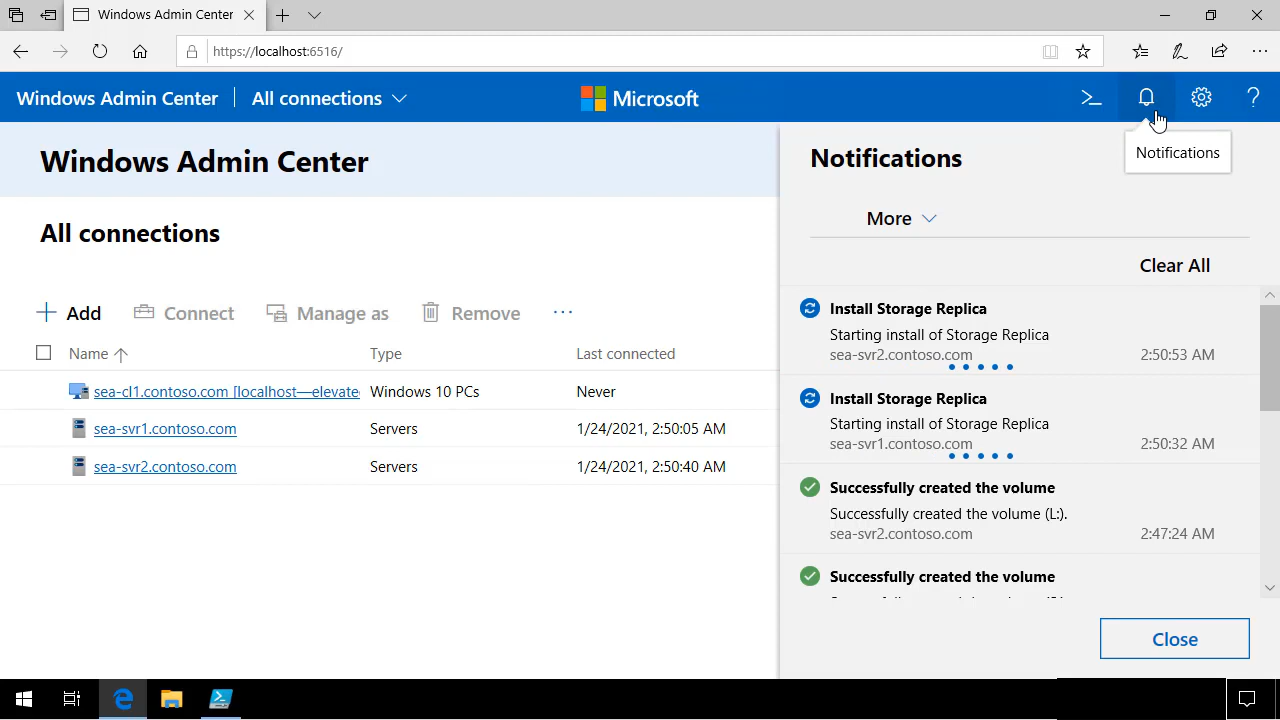 Windows Admin Center
https://localhost:6516/
Windows Admin Center
All connections
Microsoft
Notifications
Windows Admin Center
All connections
Add
Connect
Manage as
Remove
Name
Type
Last connected
sea-cl1.contoso.com [localhost—elevate
Windows 10 PCs
Never
sea-svr1.contoso.com
Servers
1/24/2021, 2:50:05 AM
sea-svr2.contoso.com
Servers
1/24/2021, 2:50:40 AM
Notifications
More
Clear All
Install Storage Replica
Starting install of Storage Replica
sea-svr2.contoso.com
2:50:53 AM
Install Storage Replica
Starting install of Storage Replica
sea-svr1.contoso.com
2:50:32 AM
Successfully created the volume
Successfully created the volume (L:).
sea-svr2.contoso.com
2:47:24 AM
Successfully created the volume
Close